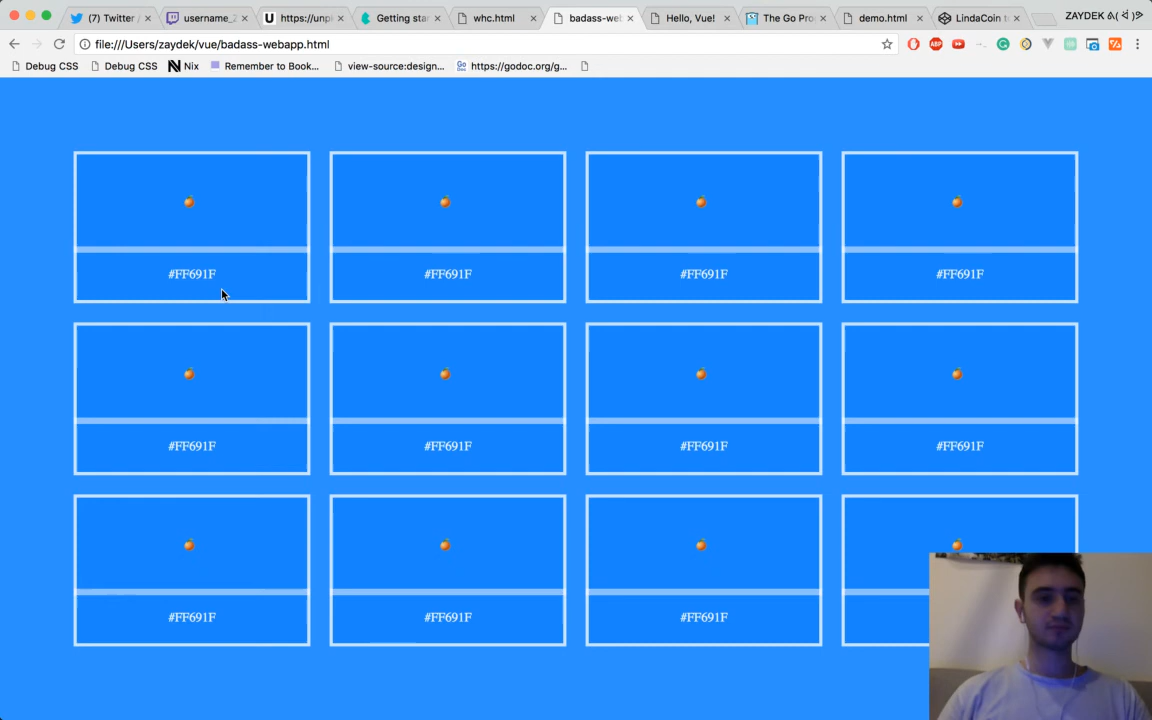 (7) Twitter /
username_2
https://unpk
Getting star
whc.html
badass-web
Hello, Vue!
The Go Pro
demo.html
LindaCoin t
ZAYDEK
file:///Users/zaydek/vue/badass-webapp.html
Debug CSS
Debug CSS
Nix
Remember to Book...
view-source:design...
https://godoc.org/g...
#FF691F
#FF691F
#FF691F
#FF691F
#FF691F
#FF691F
#FF691F
#FF691F
#FF691F
#FF691F
#FF691F